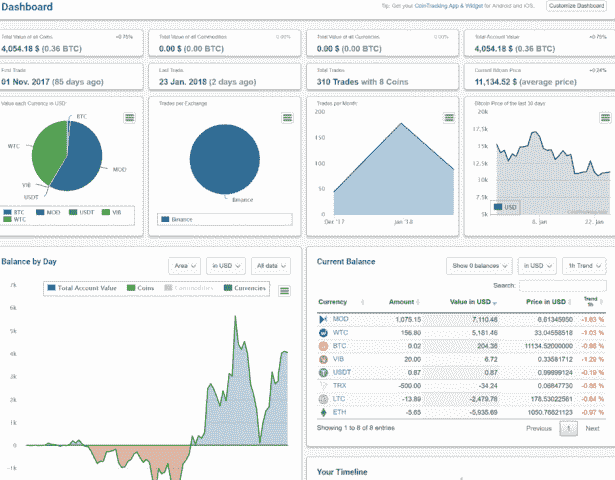 Dashboard
Tip: Get your CoinTracking App & Widget for Android and iOS.
Customize Dashboard
Total Value of all Coins +0.75%
4,054.18 $ (0.36 BTC)
Total Value of all Commodities 0.00%
0.00 $ (0.00 BTC)
Total Value of all Currencies 0.00%
0.00 $ (0.00 BTC)
Total Account Value +0.75%
4,054.18 $ (0.36 BTC)
First Trade
01 Nov. 2017 (85 days ago)
Last Trade
23 Jan. 2018 (2 days ago)
Total Trades
310 Trades with 8 Coins
Current Bitcoin Price +0.24%
11,134.52 $ (average price)
Value each Currency in USD
BTC
WTC
MOD
VIB
USDT
BTC MOD USDT VIB
WTC
Trades per Exchange
Binance
Binance
Trades per Month
200
150
100
50
0
Dec '17 Jan '18
Bitcoin Price of the last 30 days
20k
17.5k
12.5k
10k
7.5k
5k
USD
8. Jan 22. Jan
Balance by Day
Area in USD All data
Total Account Value Coins Commodities Currencies
7k
6k
5k
4k
3k
2k
1k
0
-1k
Current Balance
Show 0 balances in USD 1h Trend
Search:
Currency Amount Value in USD Price in USD Trend 1h
MOD 1,075.15 7,110.48 6.61345950 -1.83 %
WTC 156.80 5,181.46 33.04558518 -1.03 %
BTC 0.02 204.36 11134.52000000 -0.88 %
VIB 20.00 6.72 0.33581712 -1.29 %
USDT 0.87 0.87 0.99899124 -0.19 %
TRX -500.00 -34.24 0.06847730 -0.88 %
LTC -13.89 -2,479.78 178.53022581 -0.64 %
ETH -5.65 -5,935.69 1050.76821123 -0.97 %
Showing 1 to 8 of 8 entries
Previous 1 Next
Your Timeline